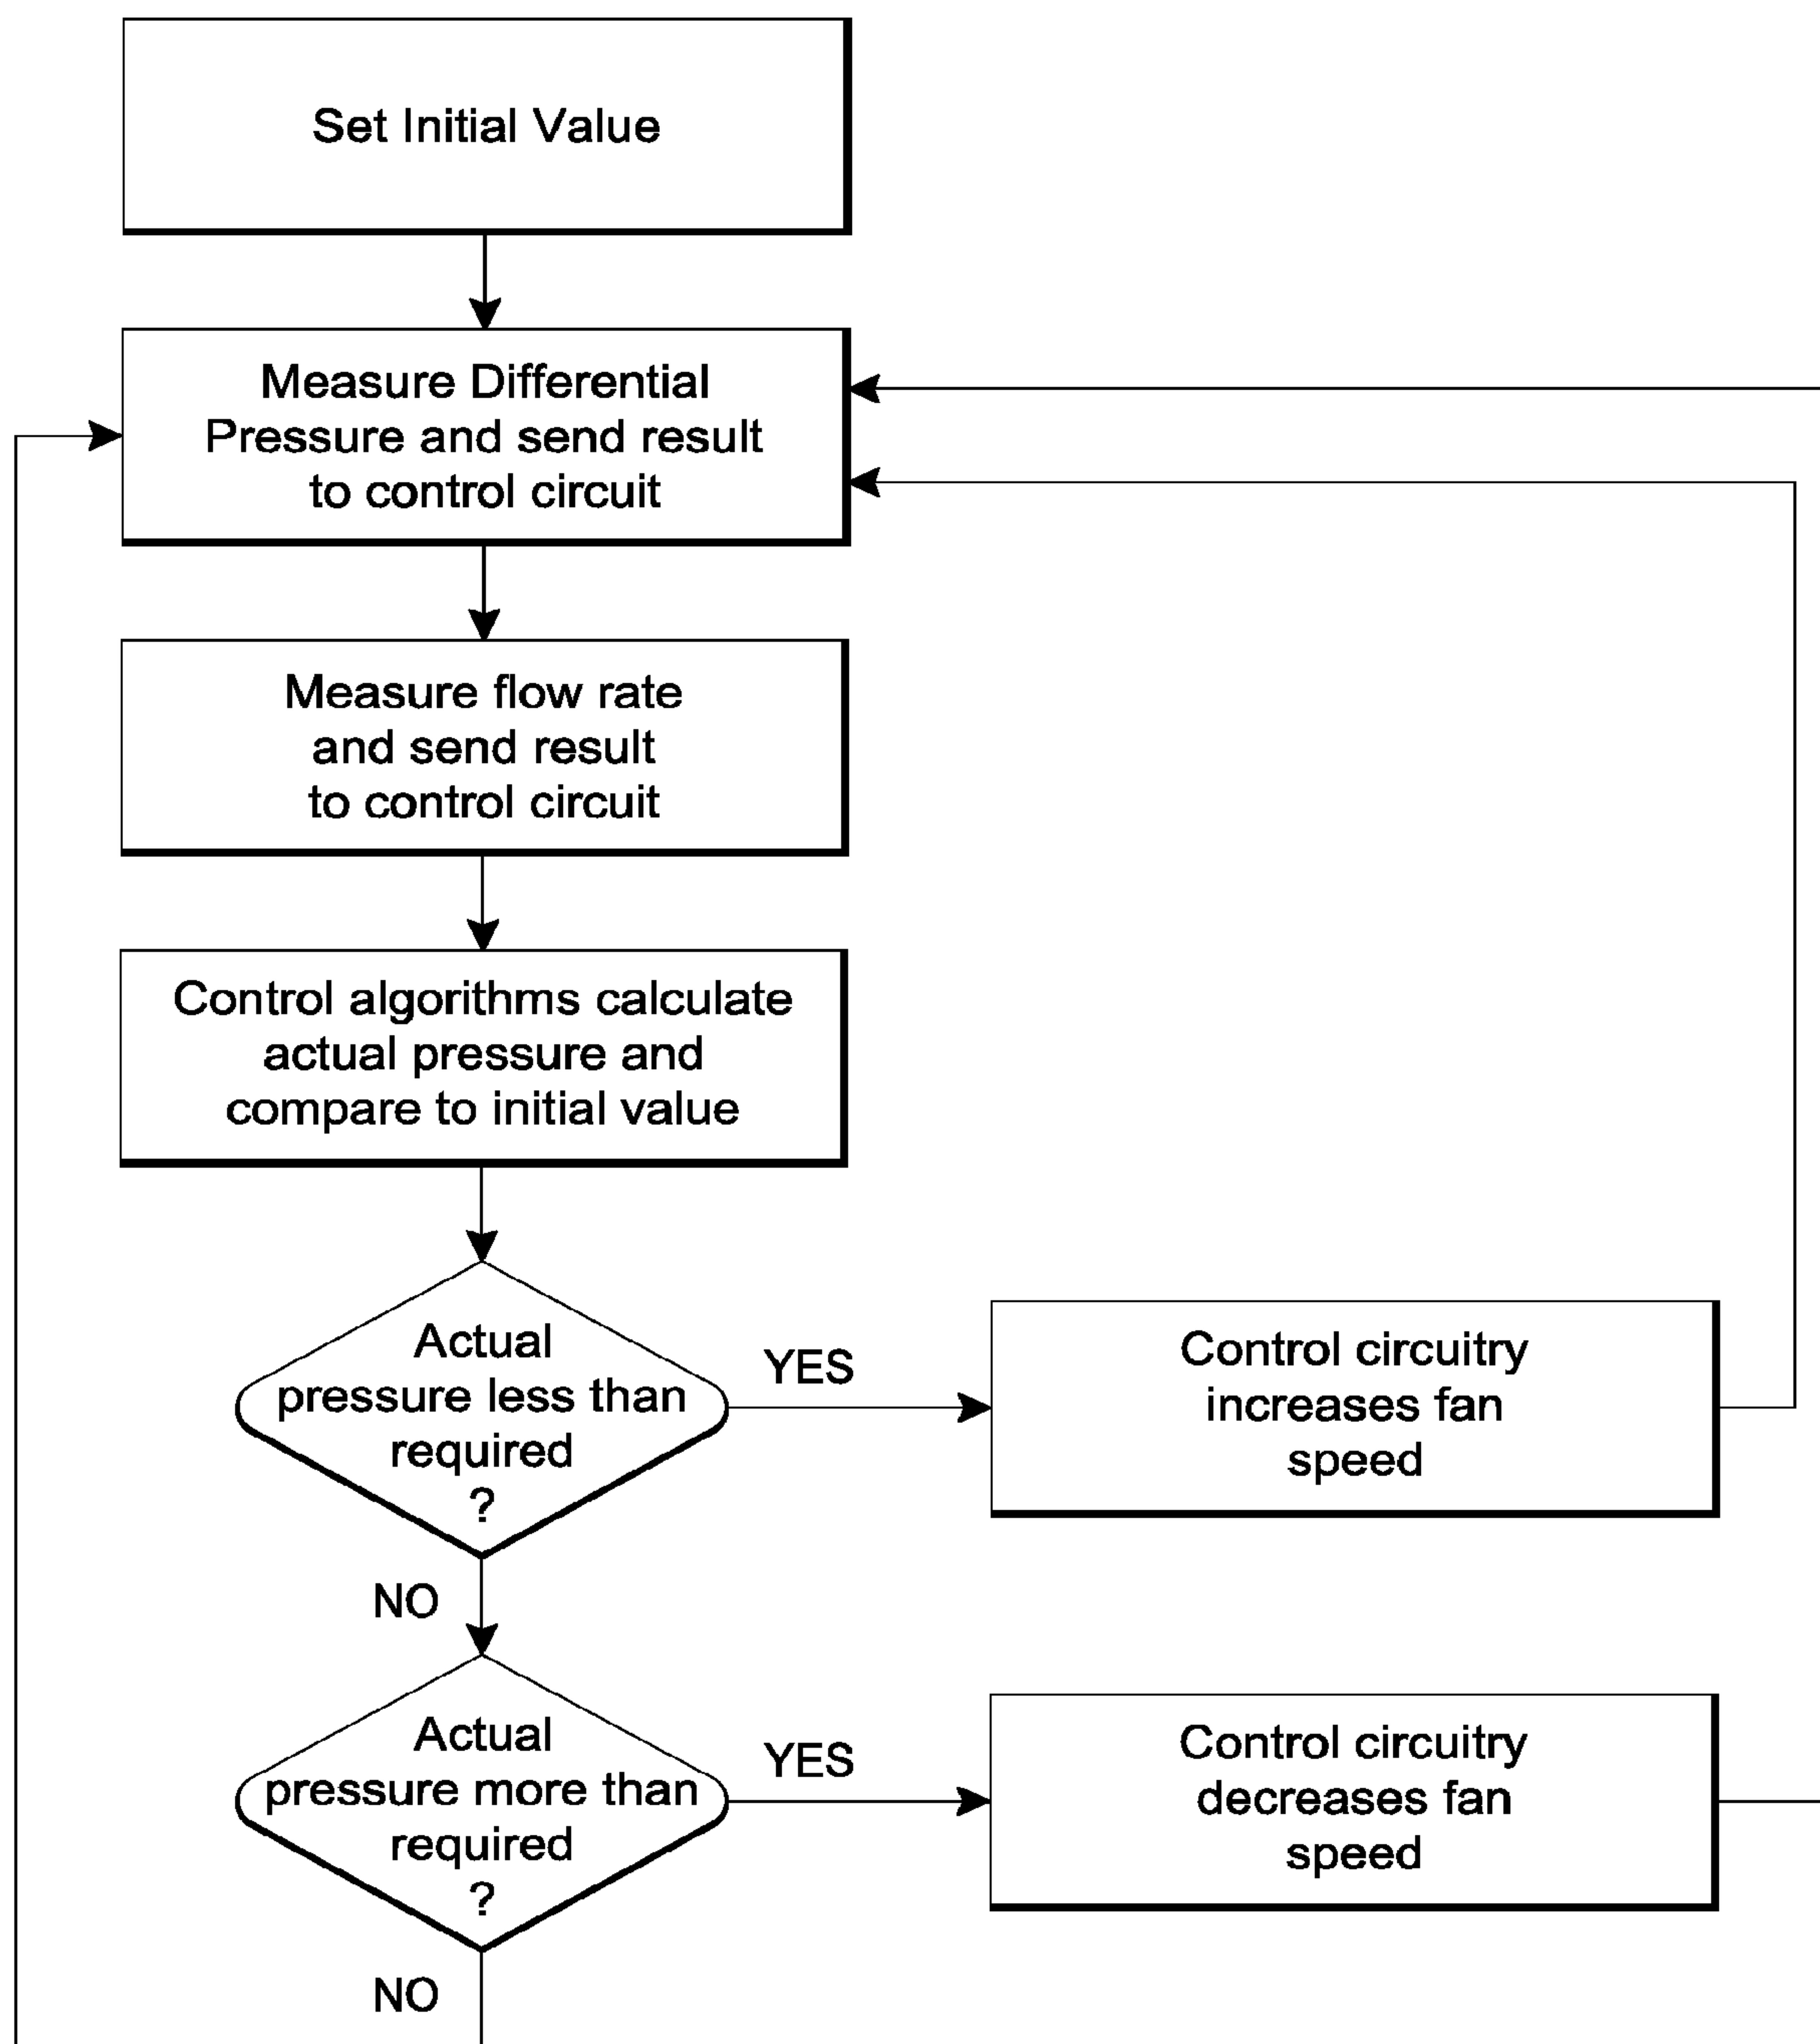 Set Initial Value
Measure Differential
Pressure and send result
to control circuit
Measure flow rate
and send result
to control circuit
Control algorithms calculate
actual pressure and
compare to initial value
Actual
pressure less than
required
?
YES
Control circuitry
increases fan
speed
NO
Actual
pressure more than
required
?
YES
Control circuitry
decreases fan
speed
NO